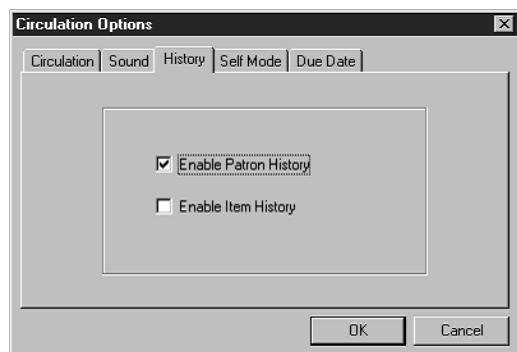 Circulation Options
Circulation Sound History Self Mode Due Date
Enable Patron History
Enable Item History
OK Cancel